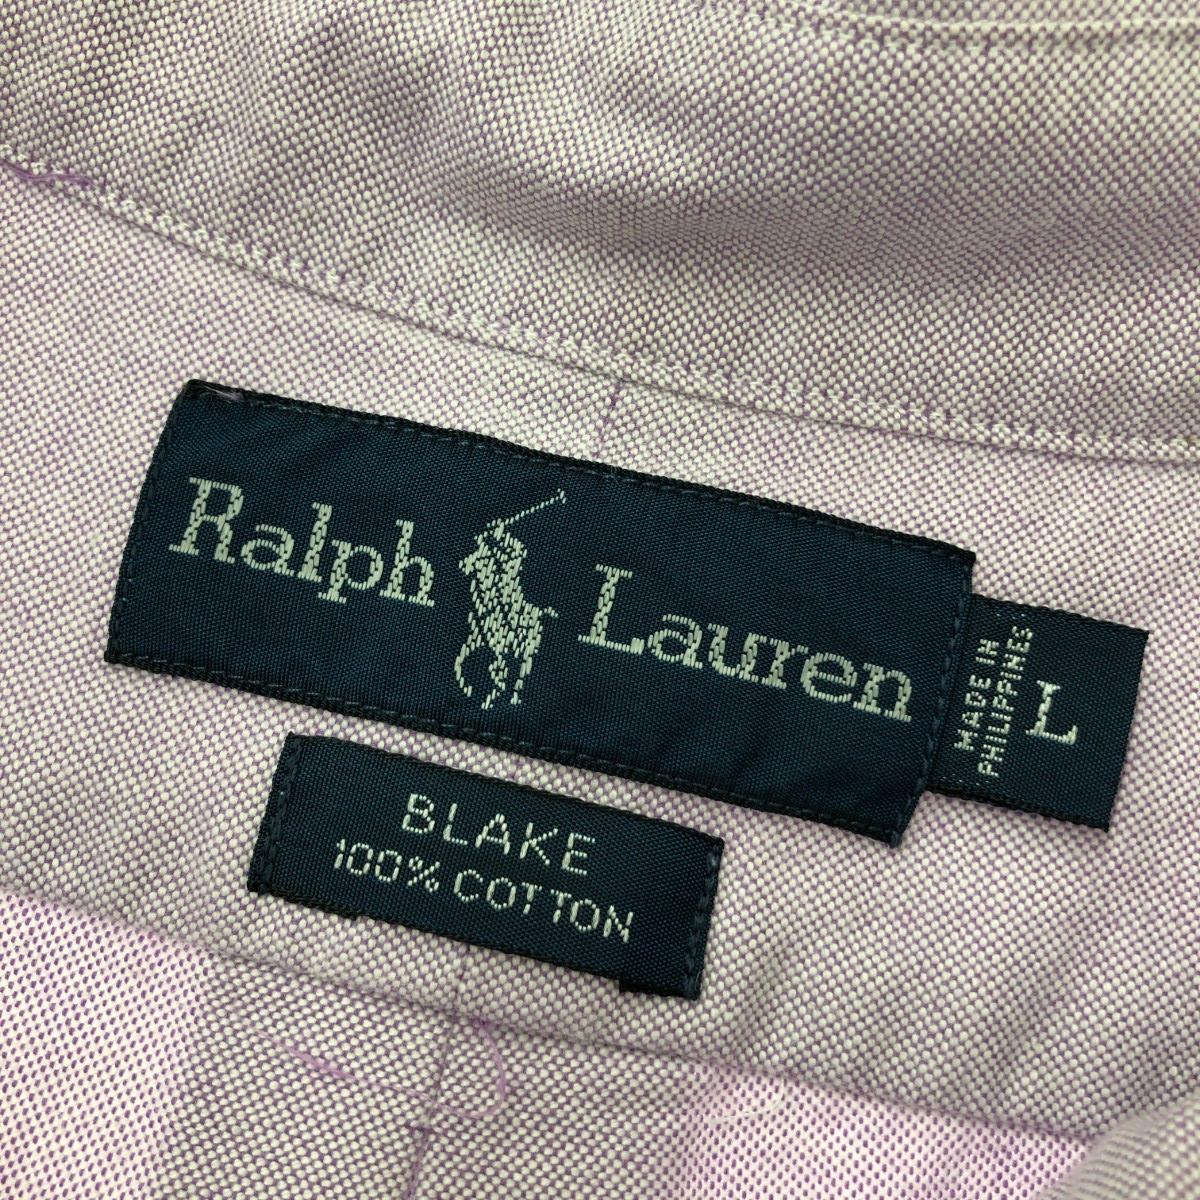 Ralph Lauren
MADE IN
PHILIPPINES
L
BLAKE
100% COTTON